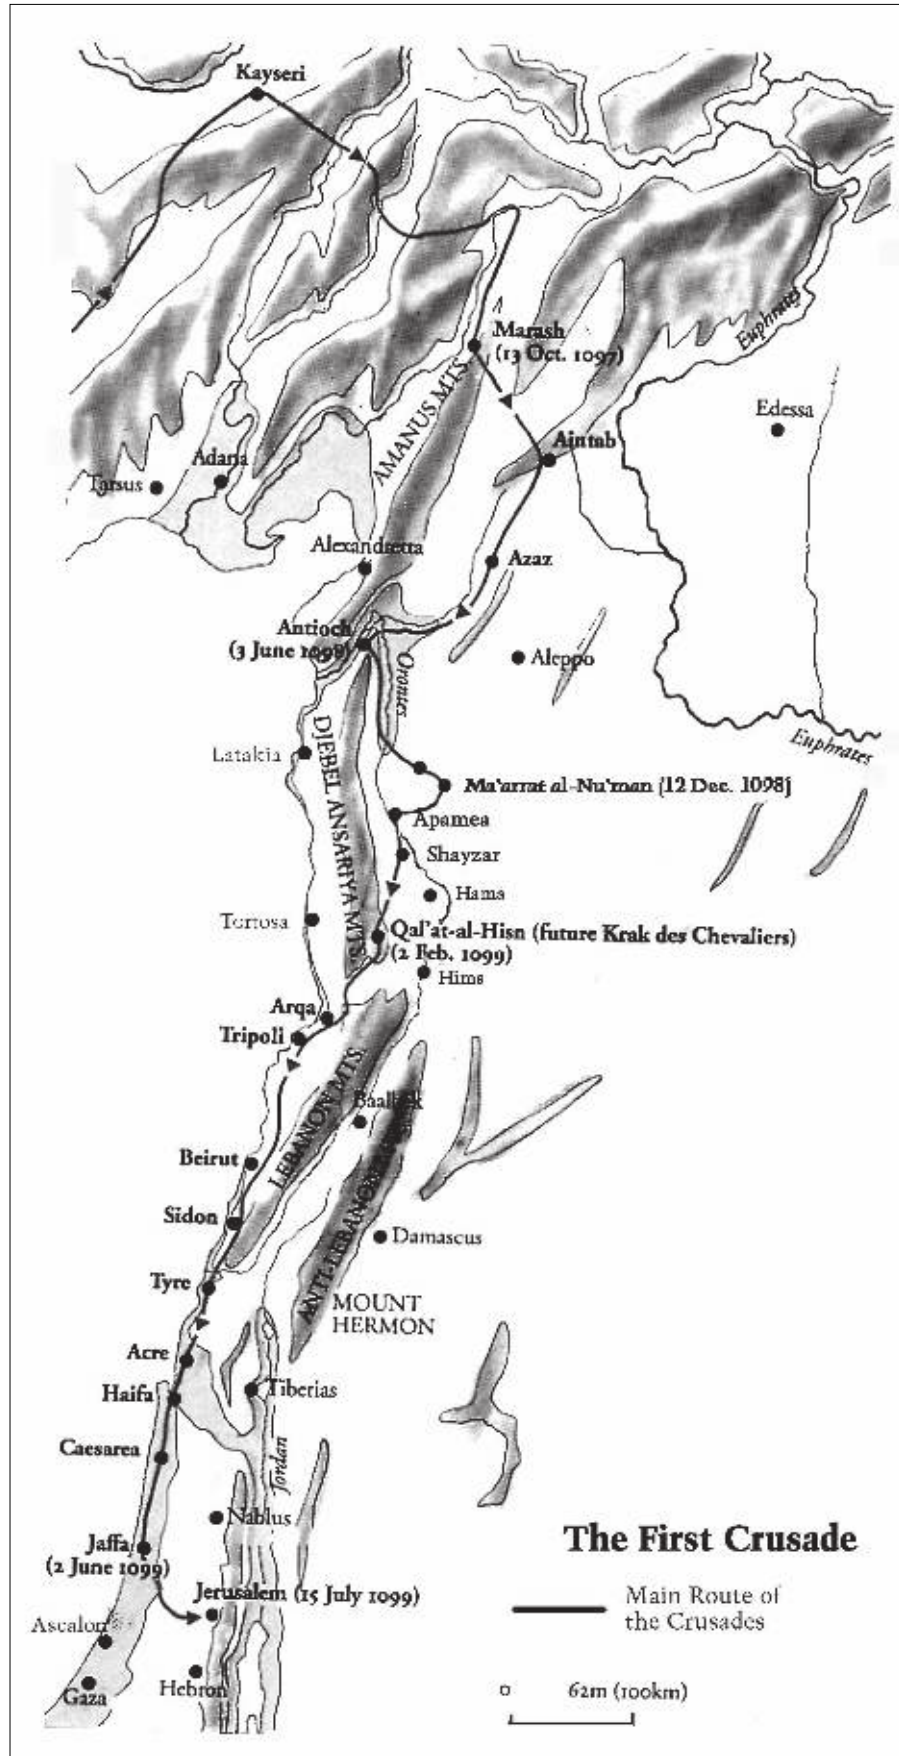 Kayseri
Marash
(13 Oct. 1097)
Euphrates
AMANUS MTS.
Edessa
Aintab
Adana
Tarsus
Alexandretta
Azaz
Antioch
(3 June 1098)
Aleppo
Orontes
Latakia
DJEBEL ANSARIYA MTS.
Euphrates
Ma'arrat al-Nu'man (12 Dec. 1098)
Apamea
Shayzar
Hama
Tortosa
Qal'at-al-Hisn (future Krak des Chevaliers)
(2 Feb. 1099)
Hims
Arqa
Tripoli
LEBANON MTS.
Baalbek
Beirut
Sidon
Damascus
Tyre
MOUNT
HERMON
Acre
Tiberias
Haifa
Caesarea
Jordan
Nablus
Jaffa
(2 June 1099)
Jerusalem (15 July 1099)
Ascalon
Gaza
Hebron
The First Crusade
Main Route of
the Crusades
0 62m (100km)
ANTI-LEBANON